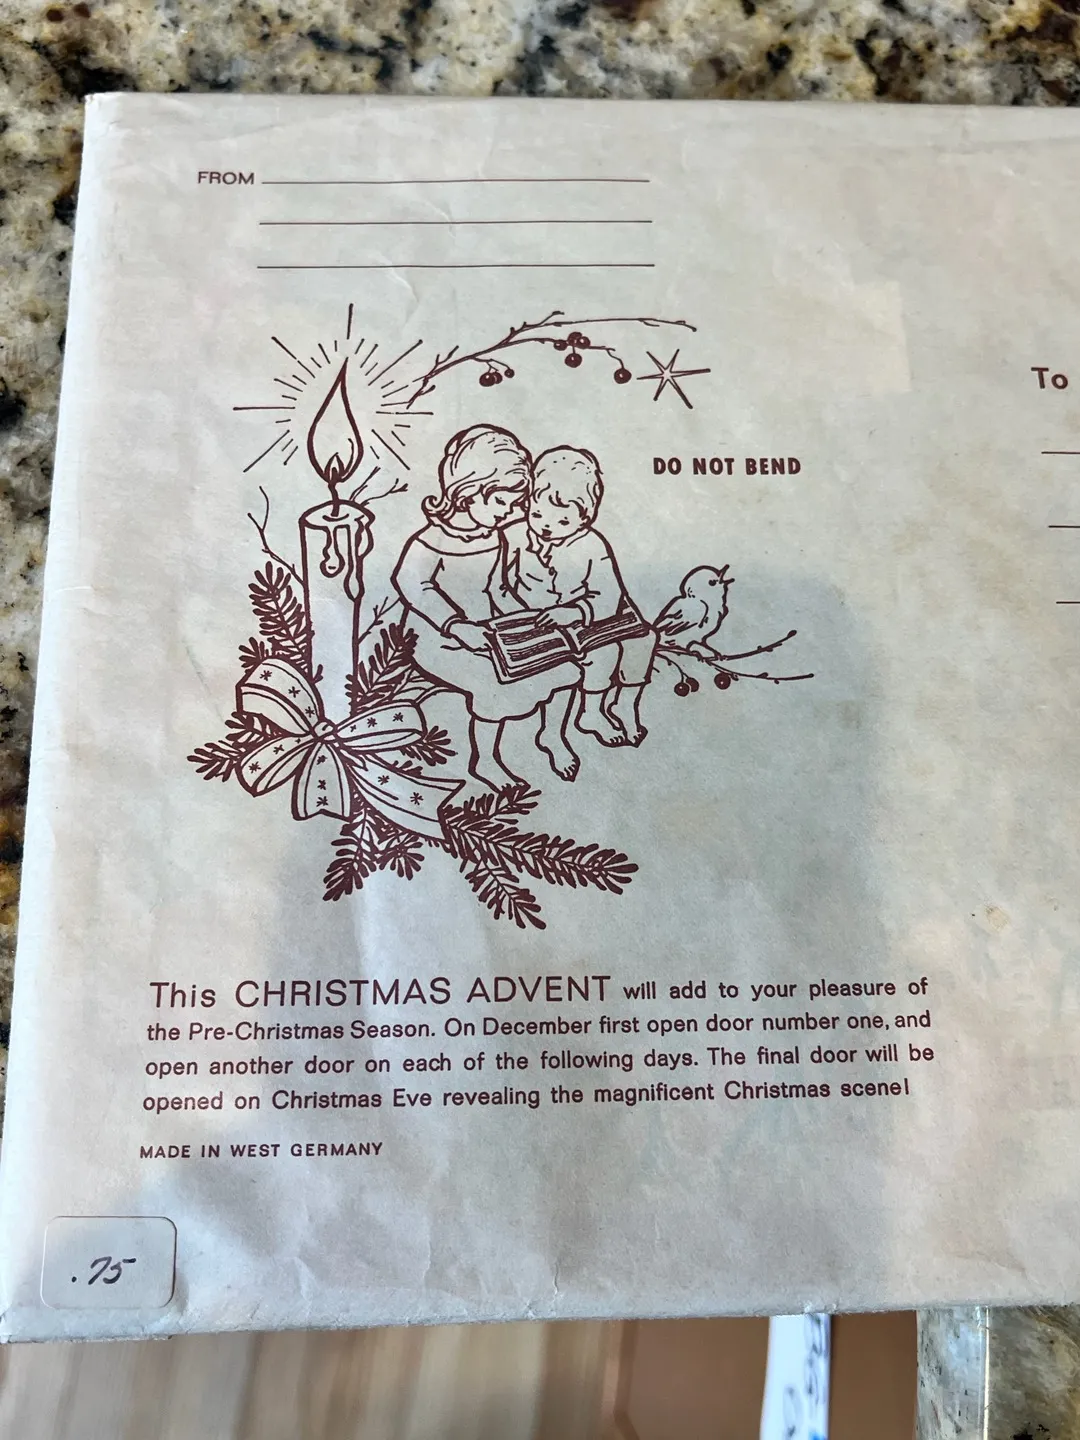 FROM
To
DO NOT BEND
This CHRISTMAS ADVENT will add to your pleasure of
the Pre-Christmas Season. On December first open door number one, and
open another door on each of the following days. The final door will be
opened on Christmas Eve revealing the magnificent Christmas scene!
MADE IN WEST GERMANY
.75